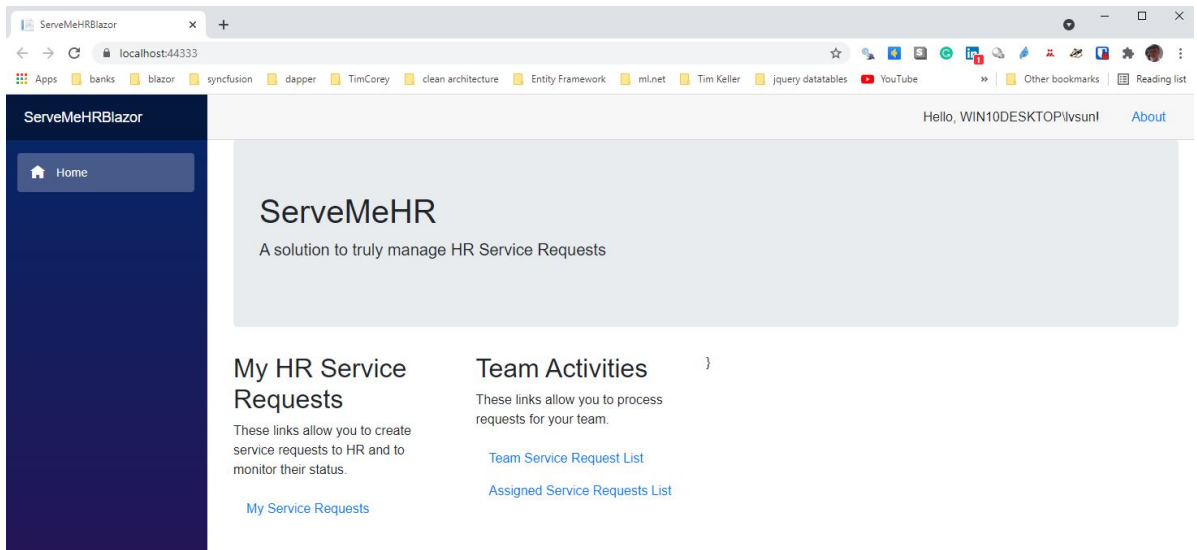 ServeMeHRBlazor
localhost:44333
Apps banks blazor syncfusion dapper TimCorey clean architecture Entity Framework ml.net Tim Keller jquery datatables YouTube » Other bookmarks Reading list
ServeMeHRBlazor
Hello, WIN10DESKTOP\lvsun! About
Home
ServeMeHR
A solution to truly manage HR Service Requests
My HR Service
Requests
These links allow you to create
service requests to HR and to
monitor their status.
My Service Requests
Team Activities
These links allow you to process
requests for your team.
Team Service Request List
Assigned Service Requests List
}